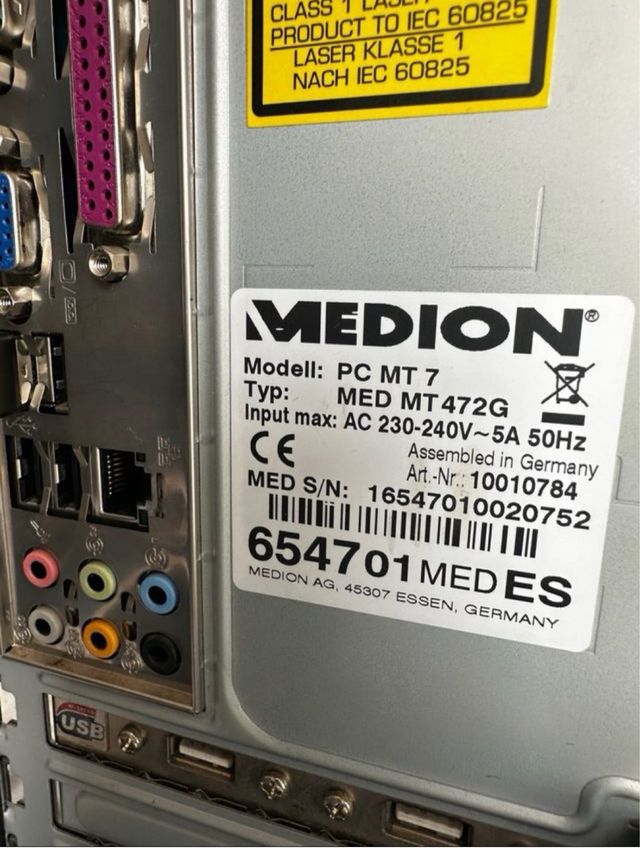 CLASS 1 LASER
PRODUCT TO IEC 60825
LASER KLASSE 1
NACH IEC 60825
MEDION®
Modell: PC MT 7
Typ: MED MT472G
Input max: AC 230-240V~5A 50Hz
CE
Assembled in Germany
Art.-Nr.: 10010784
MED S/N: 16547010020752
654701 MED ES
MEDION AG, 45307 ESSEN, GERMANY
USB